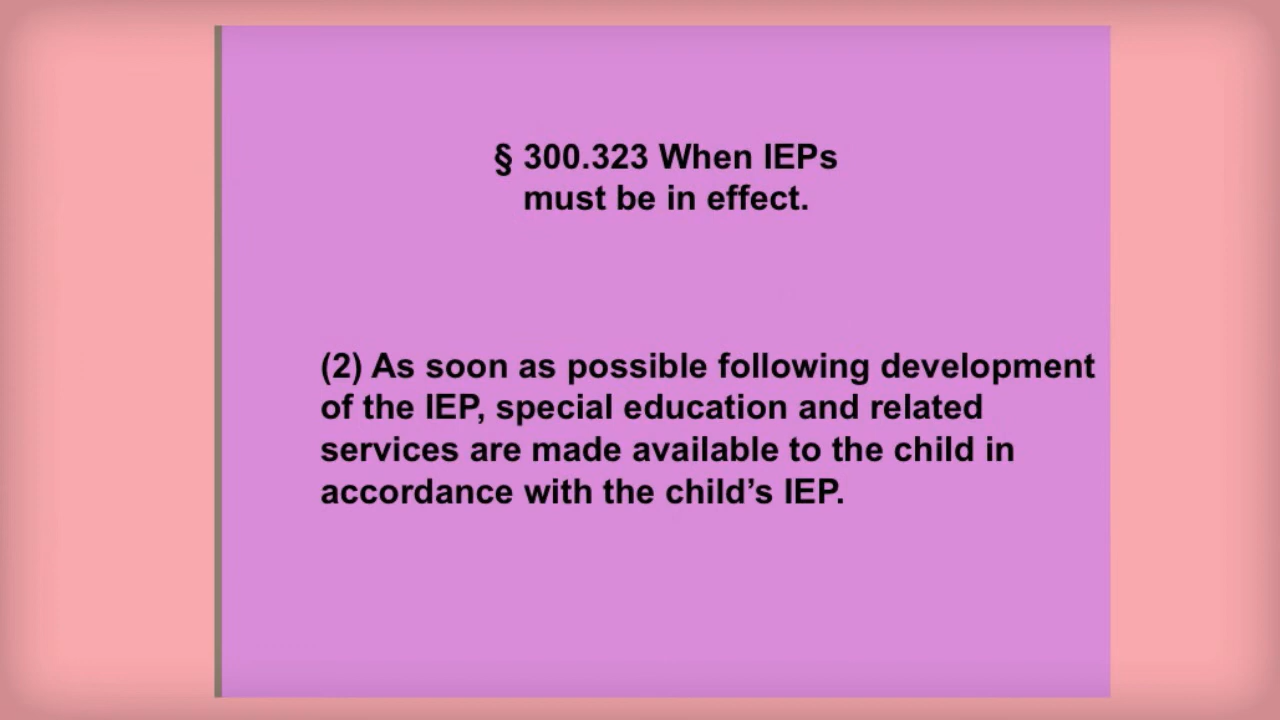 § 300.323 When IEPs
must be in effect.
(2) As soon as possible following development
of the IEP, special education and related
services are made available to the child in
accordance with the child’s IEP.